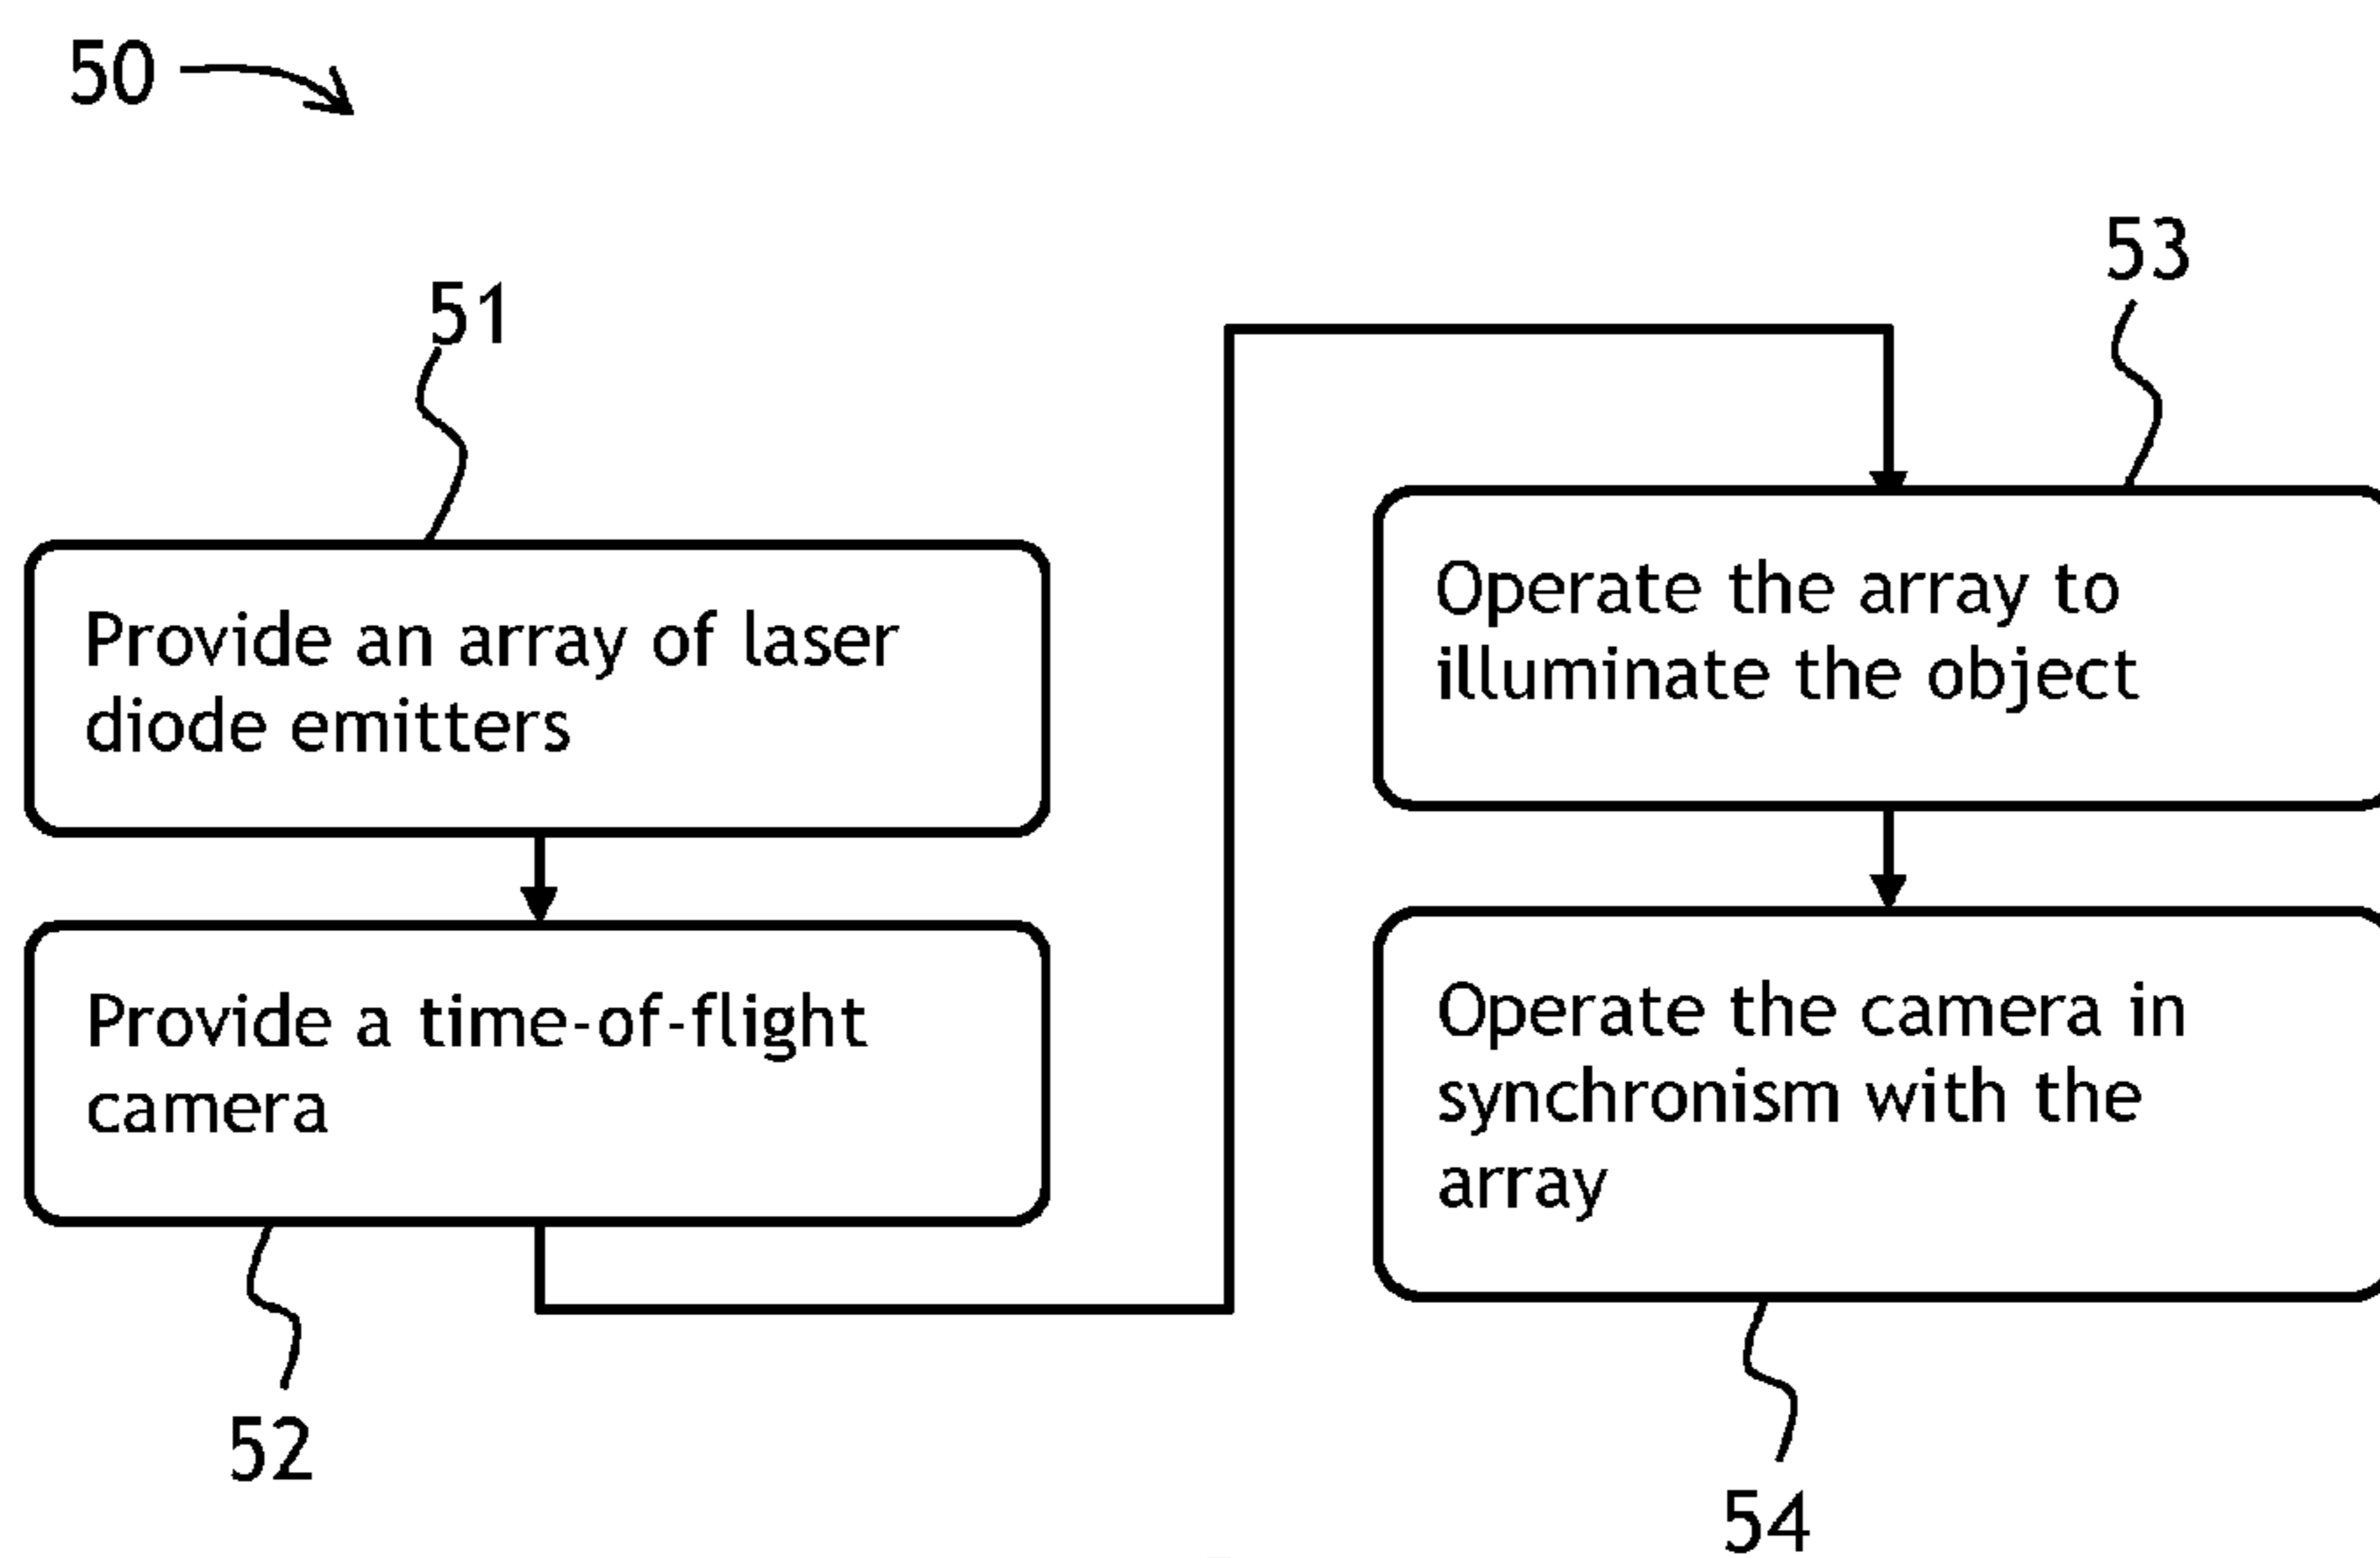 50
51
Provide an array of laser
diode emitters
Provide a time-of-flight
camera
52
53
Operate the array to
illuminate the object
Operate the camera in
synchronism with the
array
54